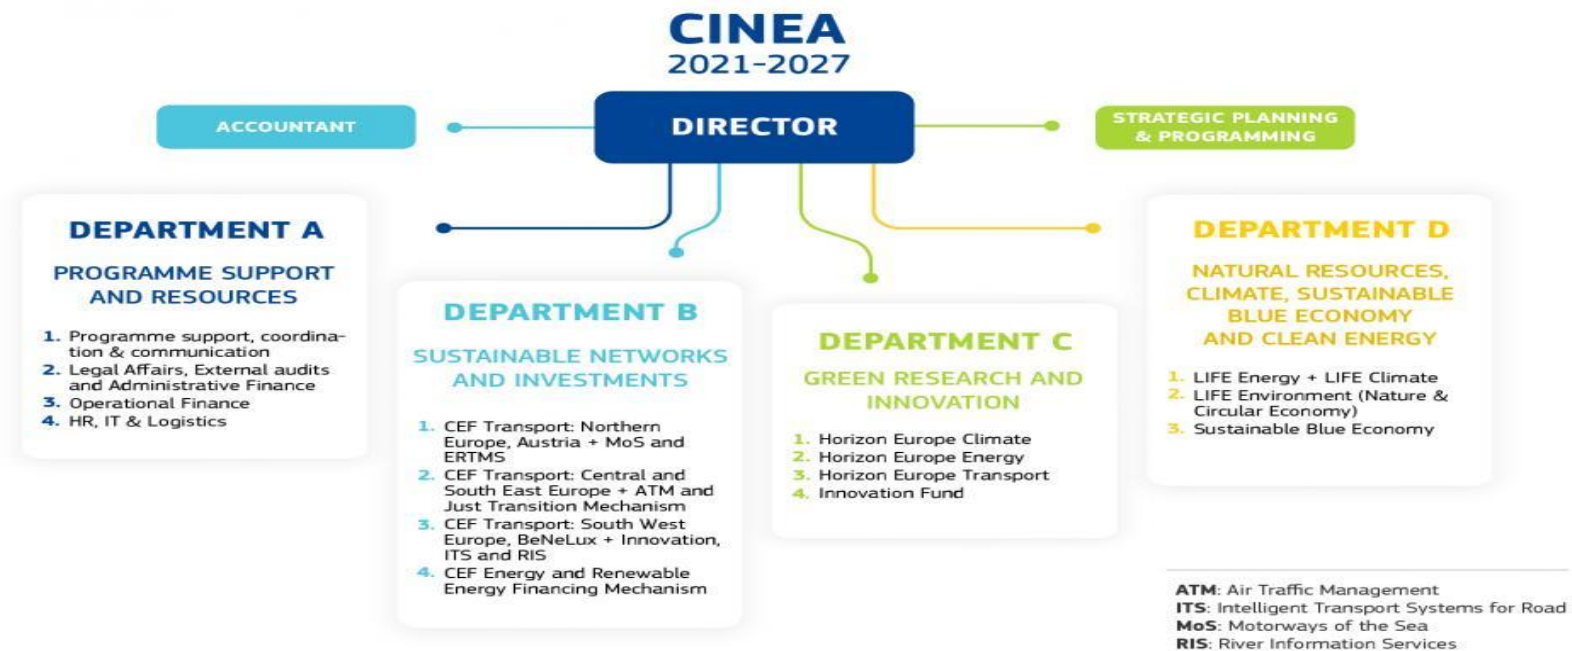 CINEA
2021-2027
ACCOUNTANT
DIRECTOR
STRATEGIC PLANNING
& PROGRAMMING
DEPARTMENT A
PROGRAMME SUPPORT
AND RESOURCES
1. Programme support, coordina-
tion & communication
2. Legal Affairs, External audits
and Administrative Finance
3. Operational Finance
4. HR, IT & Logistics
DEPARTMENT B
SUSTAINABLE NETWORKS
AND INVESTMENTS
1. CEF Transport: Northern
Europe, Austria + MoS and
ERTMS
2. CEF Transport: Central and
South East Europe + ATM and
Just Transition Mechanism
3. CEF Transport: South West
Europe, BeNeLux + Innovation,
ITS and RIS
4. CEF Energy and Renewable
Energy Financing Mechanism
DEPARTMENT C
GREEN RESEARCH AND
INNOVATION
1. Horizon Europe Climate
2. Horizon Europe Energy
3. Horizon Europe Transport
4. Innovation Fund
DEPARTMENT D
NATURAL RESOURCES,
CLIMATE, SUSTAINABLE
BLUE ECONOMY
AND CLEAN ENERGY
1. LIFE Energy + LIFE Climate
2. LIFE Environment (Nature &
Circular Economy)
3. Sustainable Blue Economy
ATM: Air Traffic Management
ITS: Intelligent Transport Systems for Road
MoS: Motorways of the Sea
RIS: River Information Services